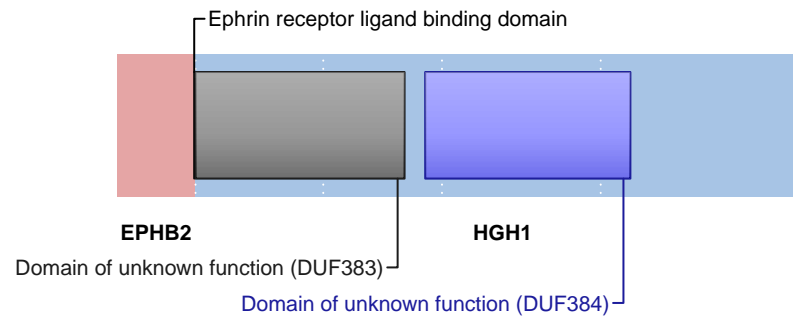 Ephrin receptor ligand binding domain
EPHB2
HGH1
Domain of unknown function (DUF383)
Domain of unknown function (DUF384)